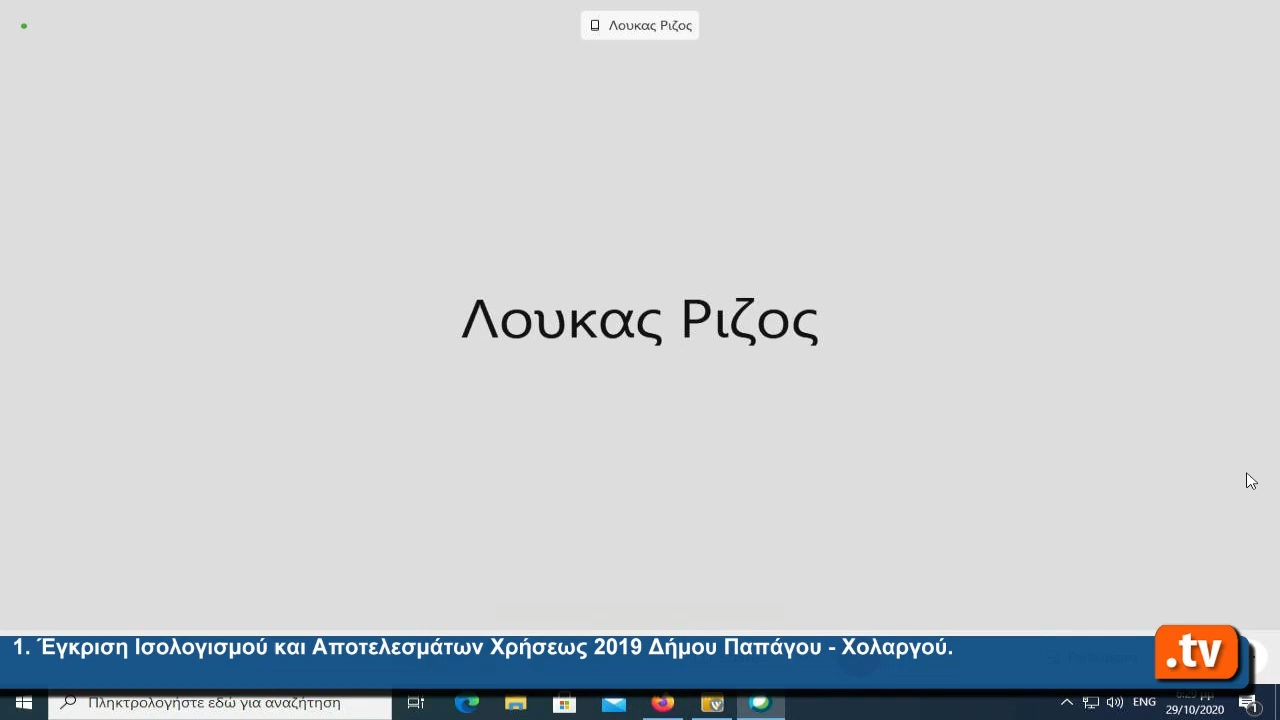 Λουκας Ριζος
Λουκας Ριζος
1. Έγκριση Ισολογισμού και Αποτελεσμάτων Χρήσεως 2019 Δήμου Παπάγου - Χολαργού.
.tv
Πληκτρολογήστε εδώ για αναζήτηση
ENG
29/10/2020
1